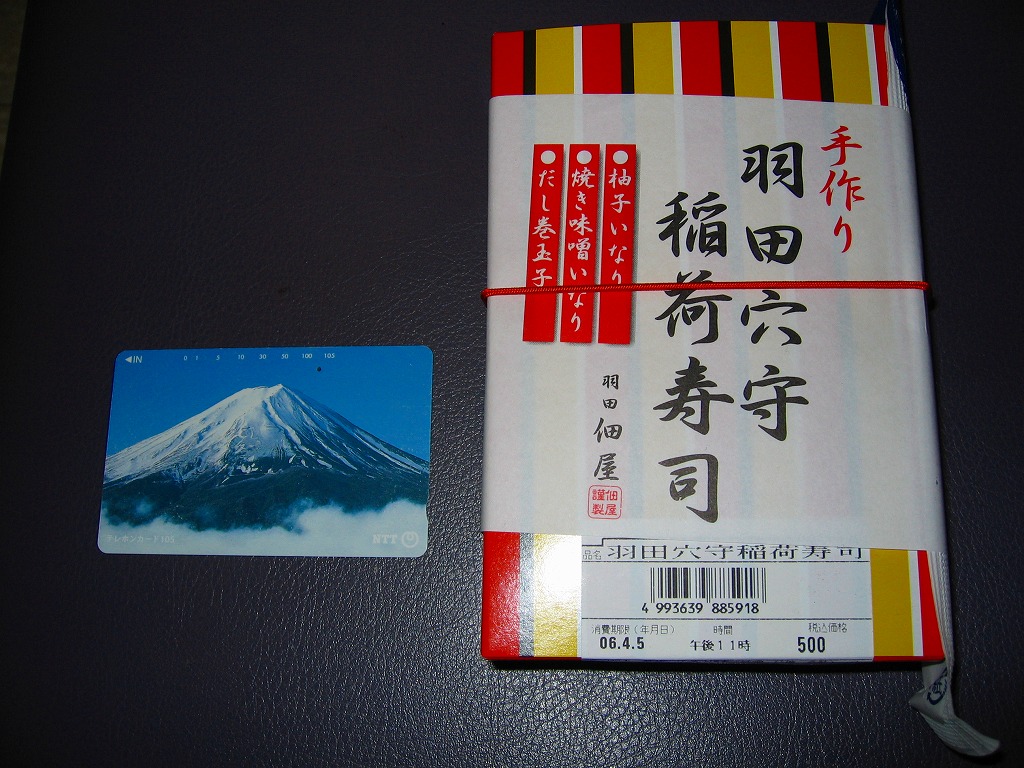 ◀IN 0 1 5 10 30 50 100 105
テレホンカード105
NTT
手作り
羽田穴守
稲荷寿司
柚子いなり
焼き味噌いなり
だし巻玉子
羽田佃屋
佃屋
謹製
品名 羽田穴守稲荷寿司
4 993639 885918
消費期限(年月日) 時間 税込価格
06.4.5 午後11時 500